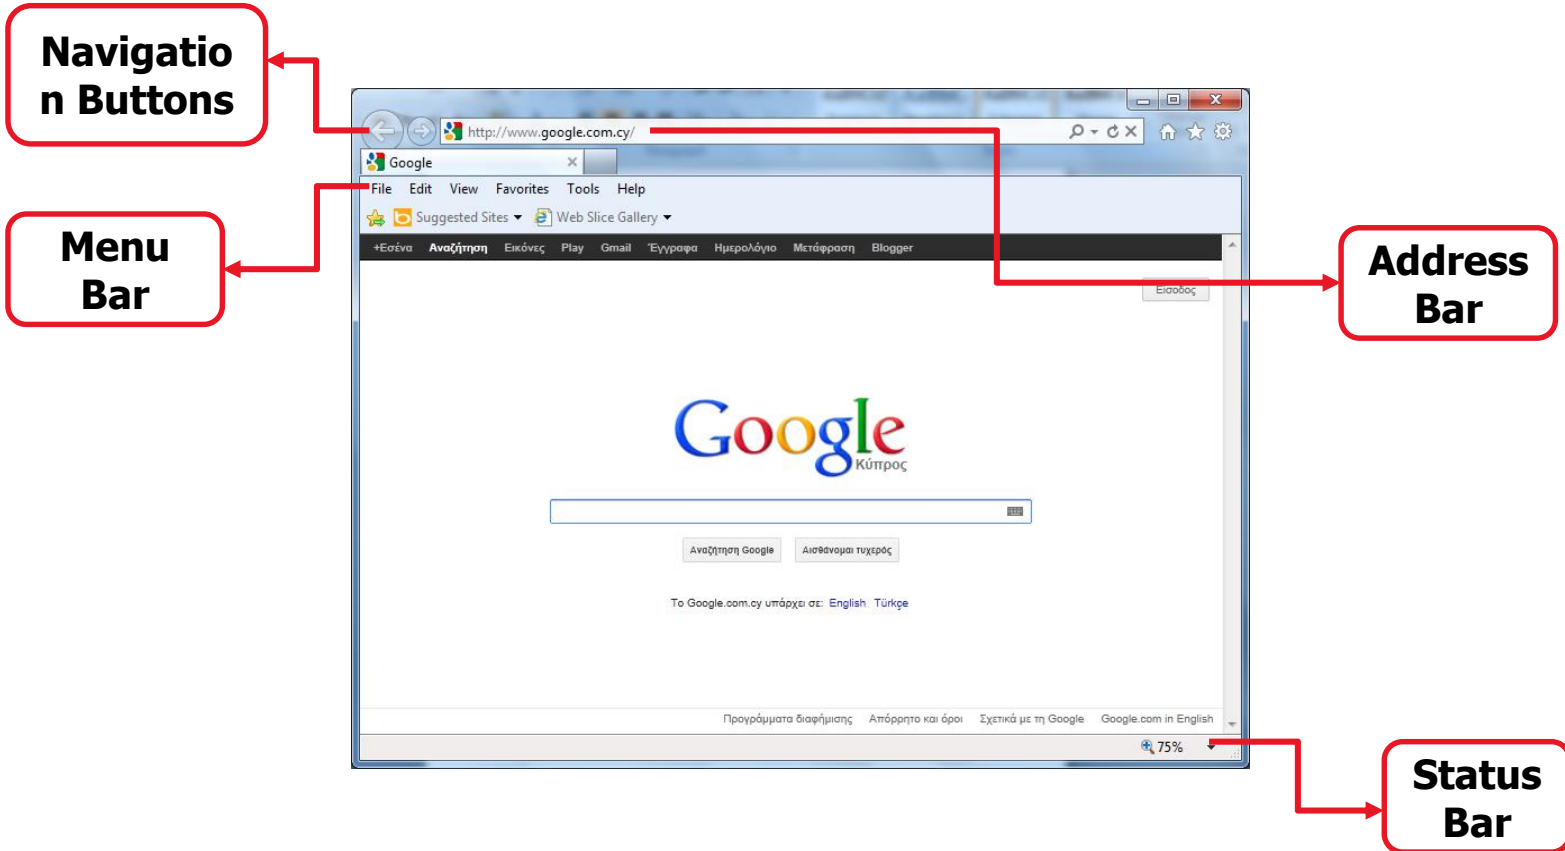 Navigatio
n Buttons
http://www.google.com.cy/
Google
File Edit View Favorites Tools Help
Suggested Sites Web Slice Gallery
Menu
Bar
+Εσένα Αναζήτηση Εικόνες Play Gmail Έγγραφα Ημερολόγιο Μετάφραση Blogger
Address
Bar
Είσοδος
Google
Κύπρος
Αναζήτηση Google Αισθάνομαι τυχερός
Το Google.com.cy υπάρχει σε: English Türkçe
Προγράμματα διαφήμισης Απόρρητο και όροι Σχετικά με τη Google Google.com in English
75%
Status
Bar